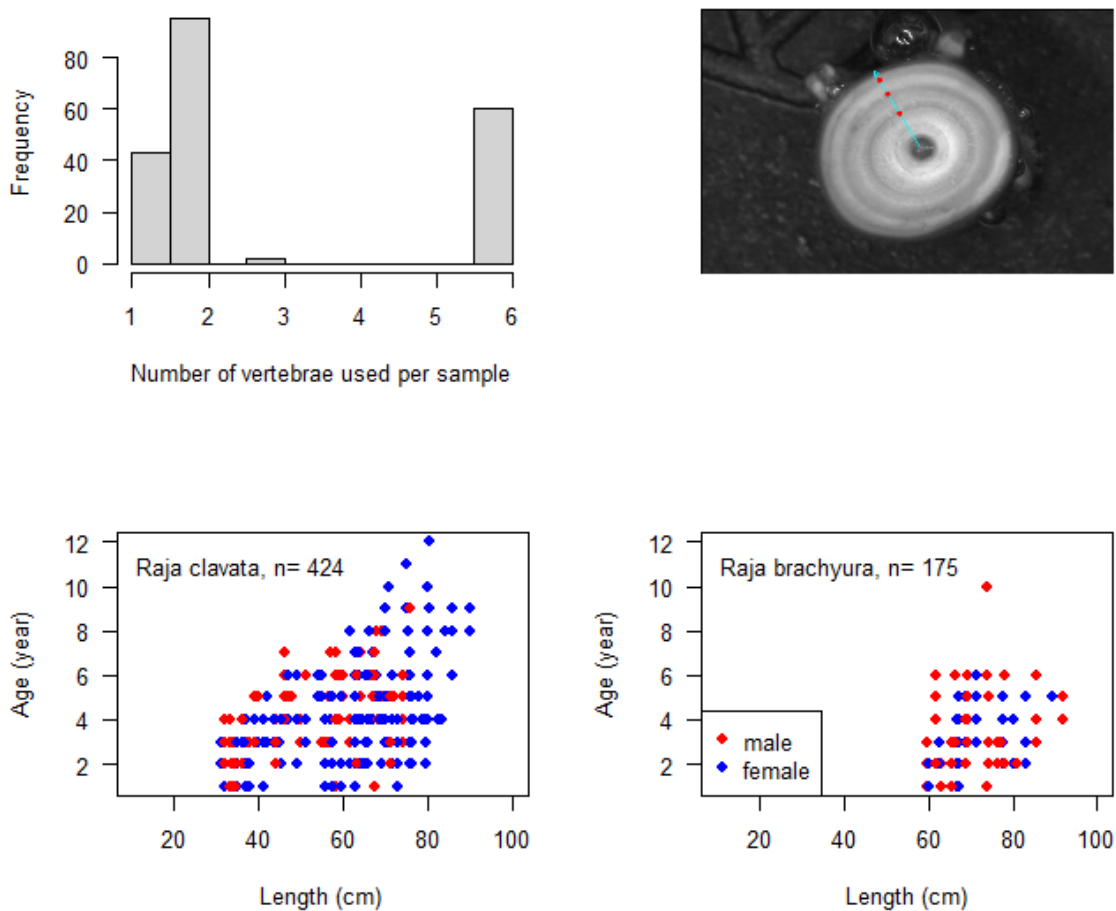 Frequency
80
60
40
20
0
1 2 3 4 5 6
Number of vertebrae used per sample
Raja clavata, n= 424
Age (year)
12
10
8
6
4
2
20 40 60 80 100
Length (cm)
Raja brachyura, n= 175
Age (year)
12
10
8
6
4
2
male
female
20 40 60 80 100
Length (cm)